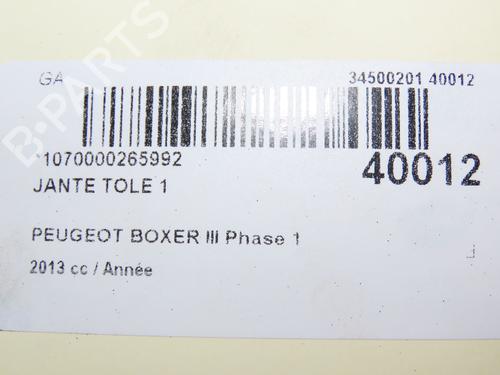 GA 34500201 40012
*1070000265992 40012
JANTE TOLE 1
PEUGEOT BOXER III Phase 1
2013 cc / Année
B-PARTS